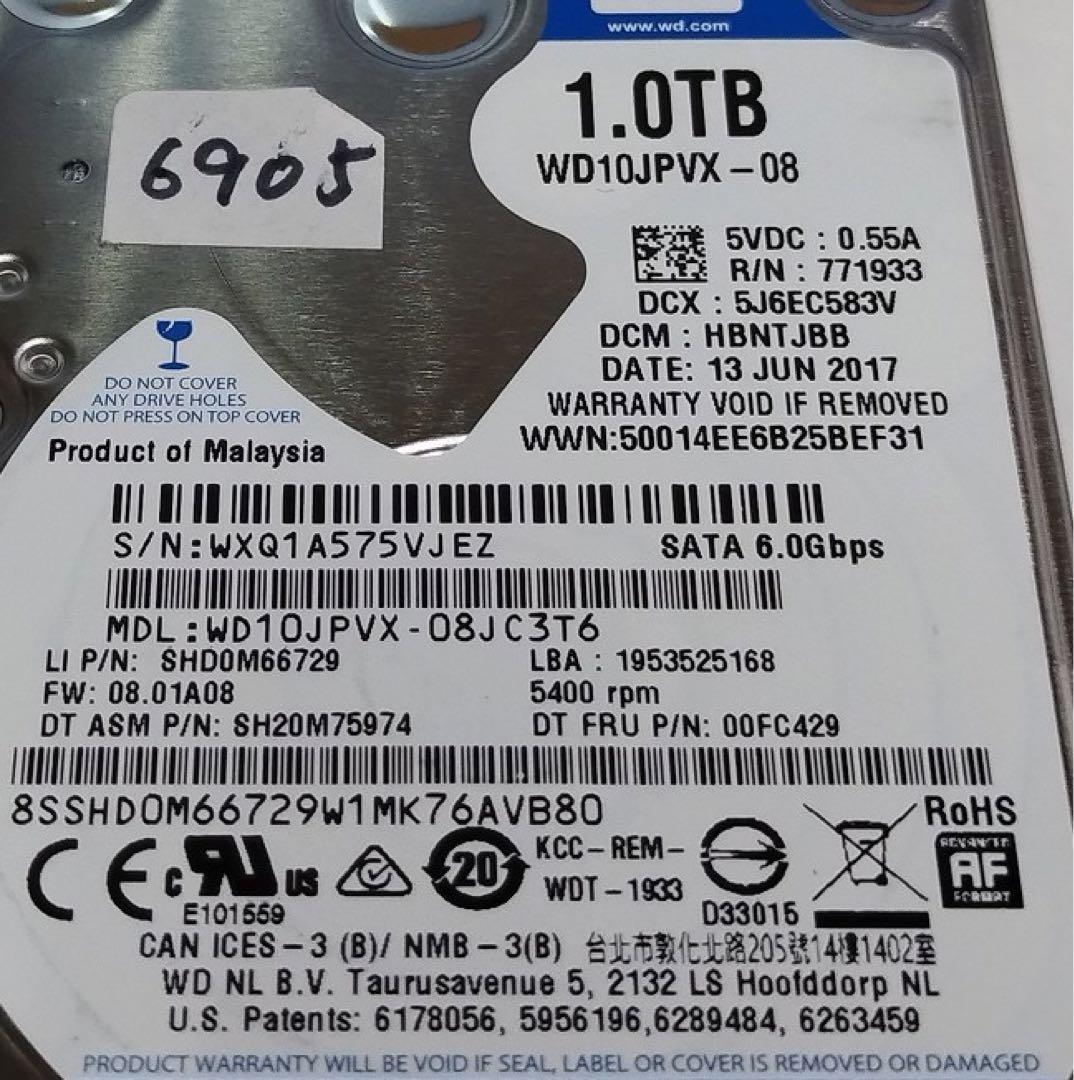 www.wd.com
1.0TB
WD10JPVX-08
6905
5VDC : 0.55A
R/N : 771933
DCX : 5J6EC583V
DCM : HBNTJBB
DATE: 13 JUN 2017
WARRANTY VOID IF REMOVED
WWN:50014EE6B25BEF31
DO NOT COVER
ANY DRIVE HOLES
DO NOT PRESS ON TOP COVER
Product of Malaysia
S/N:WXQ1A575VJEZ
SATA 6.0Gbps
MDL:WD10JPVX-08JC3T6
LI P/N: SHD0M66729
LBA : 1953525168
FW: 08.01A08
5400 rpm
DT ASM P/N: SH20M75974
DT FRU P/N: 00FC429
8SSHD0M66729W1MK76AVB80
RoHS
CE
c RU US
20
KCC-REM-
WDT-1933
ADVANCED
AF
FORMAT
E101559
D33015
CAN ICES-3 (B)/ NMB-3(B) 台北市敦化北路205號14樓1402室
WD NL B.V. Taurusavenue 5, 2132 LS Hoofddorp NL
U.S. Patents: 6178056, 5956196,6289484, 6263459
PRODUCT WARRANTY WILL BE VOID IF SEAL, LABEL OR COVER IS REMOVED OR DAMAGED